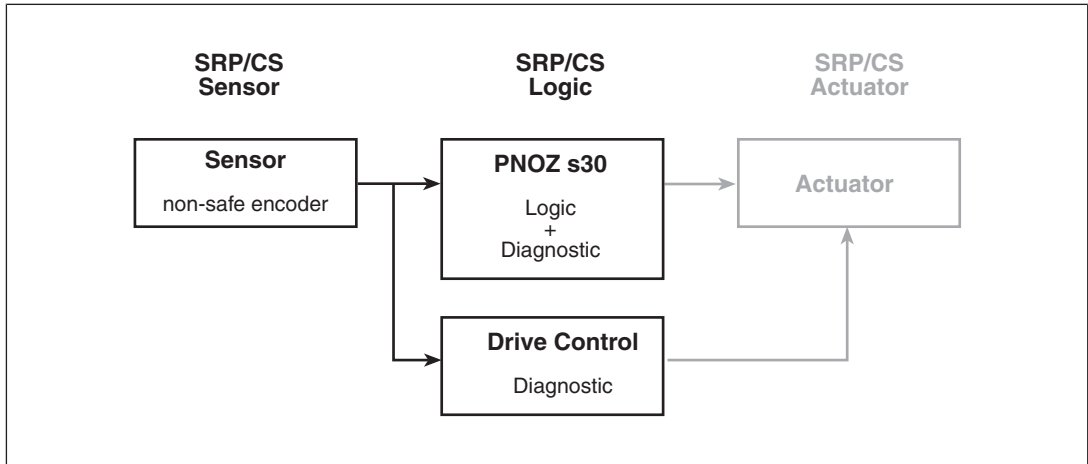 SRP/CS
Sensor
SRP/CS
Logic
SRP/CS
Actuator
Sensor
non-safe encoder
PNOZ s30
Logic
+
Diagnostic
Actuator
Drive Control
Diagnostic